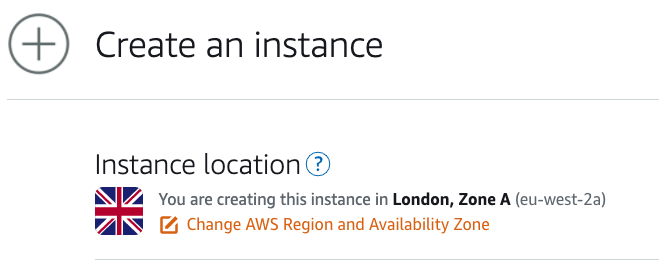 Create an instance
Instance location ?
You are creating this instance in London, Zone A (eu-west-2a)
Change AWS Region and Availability Zone